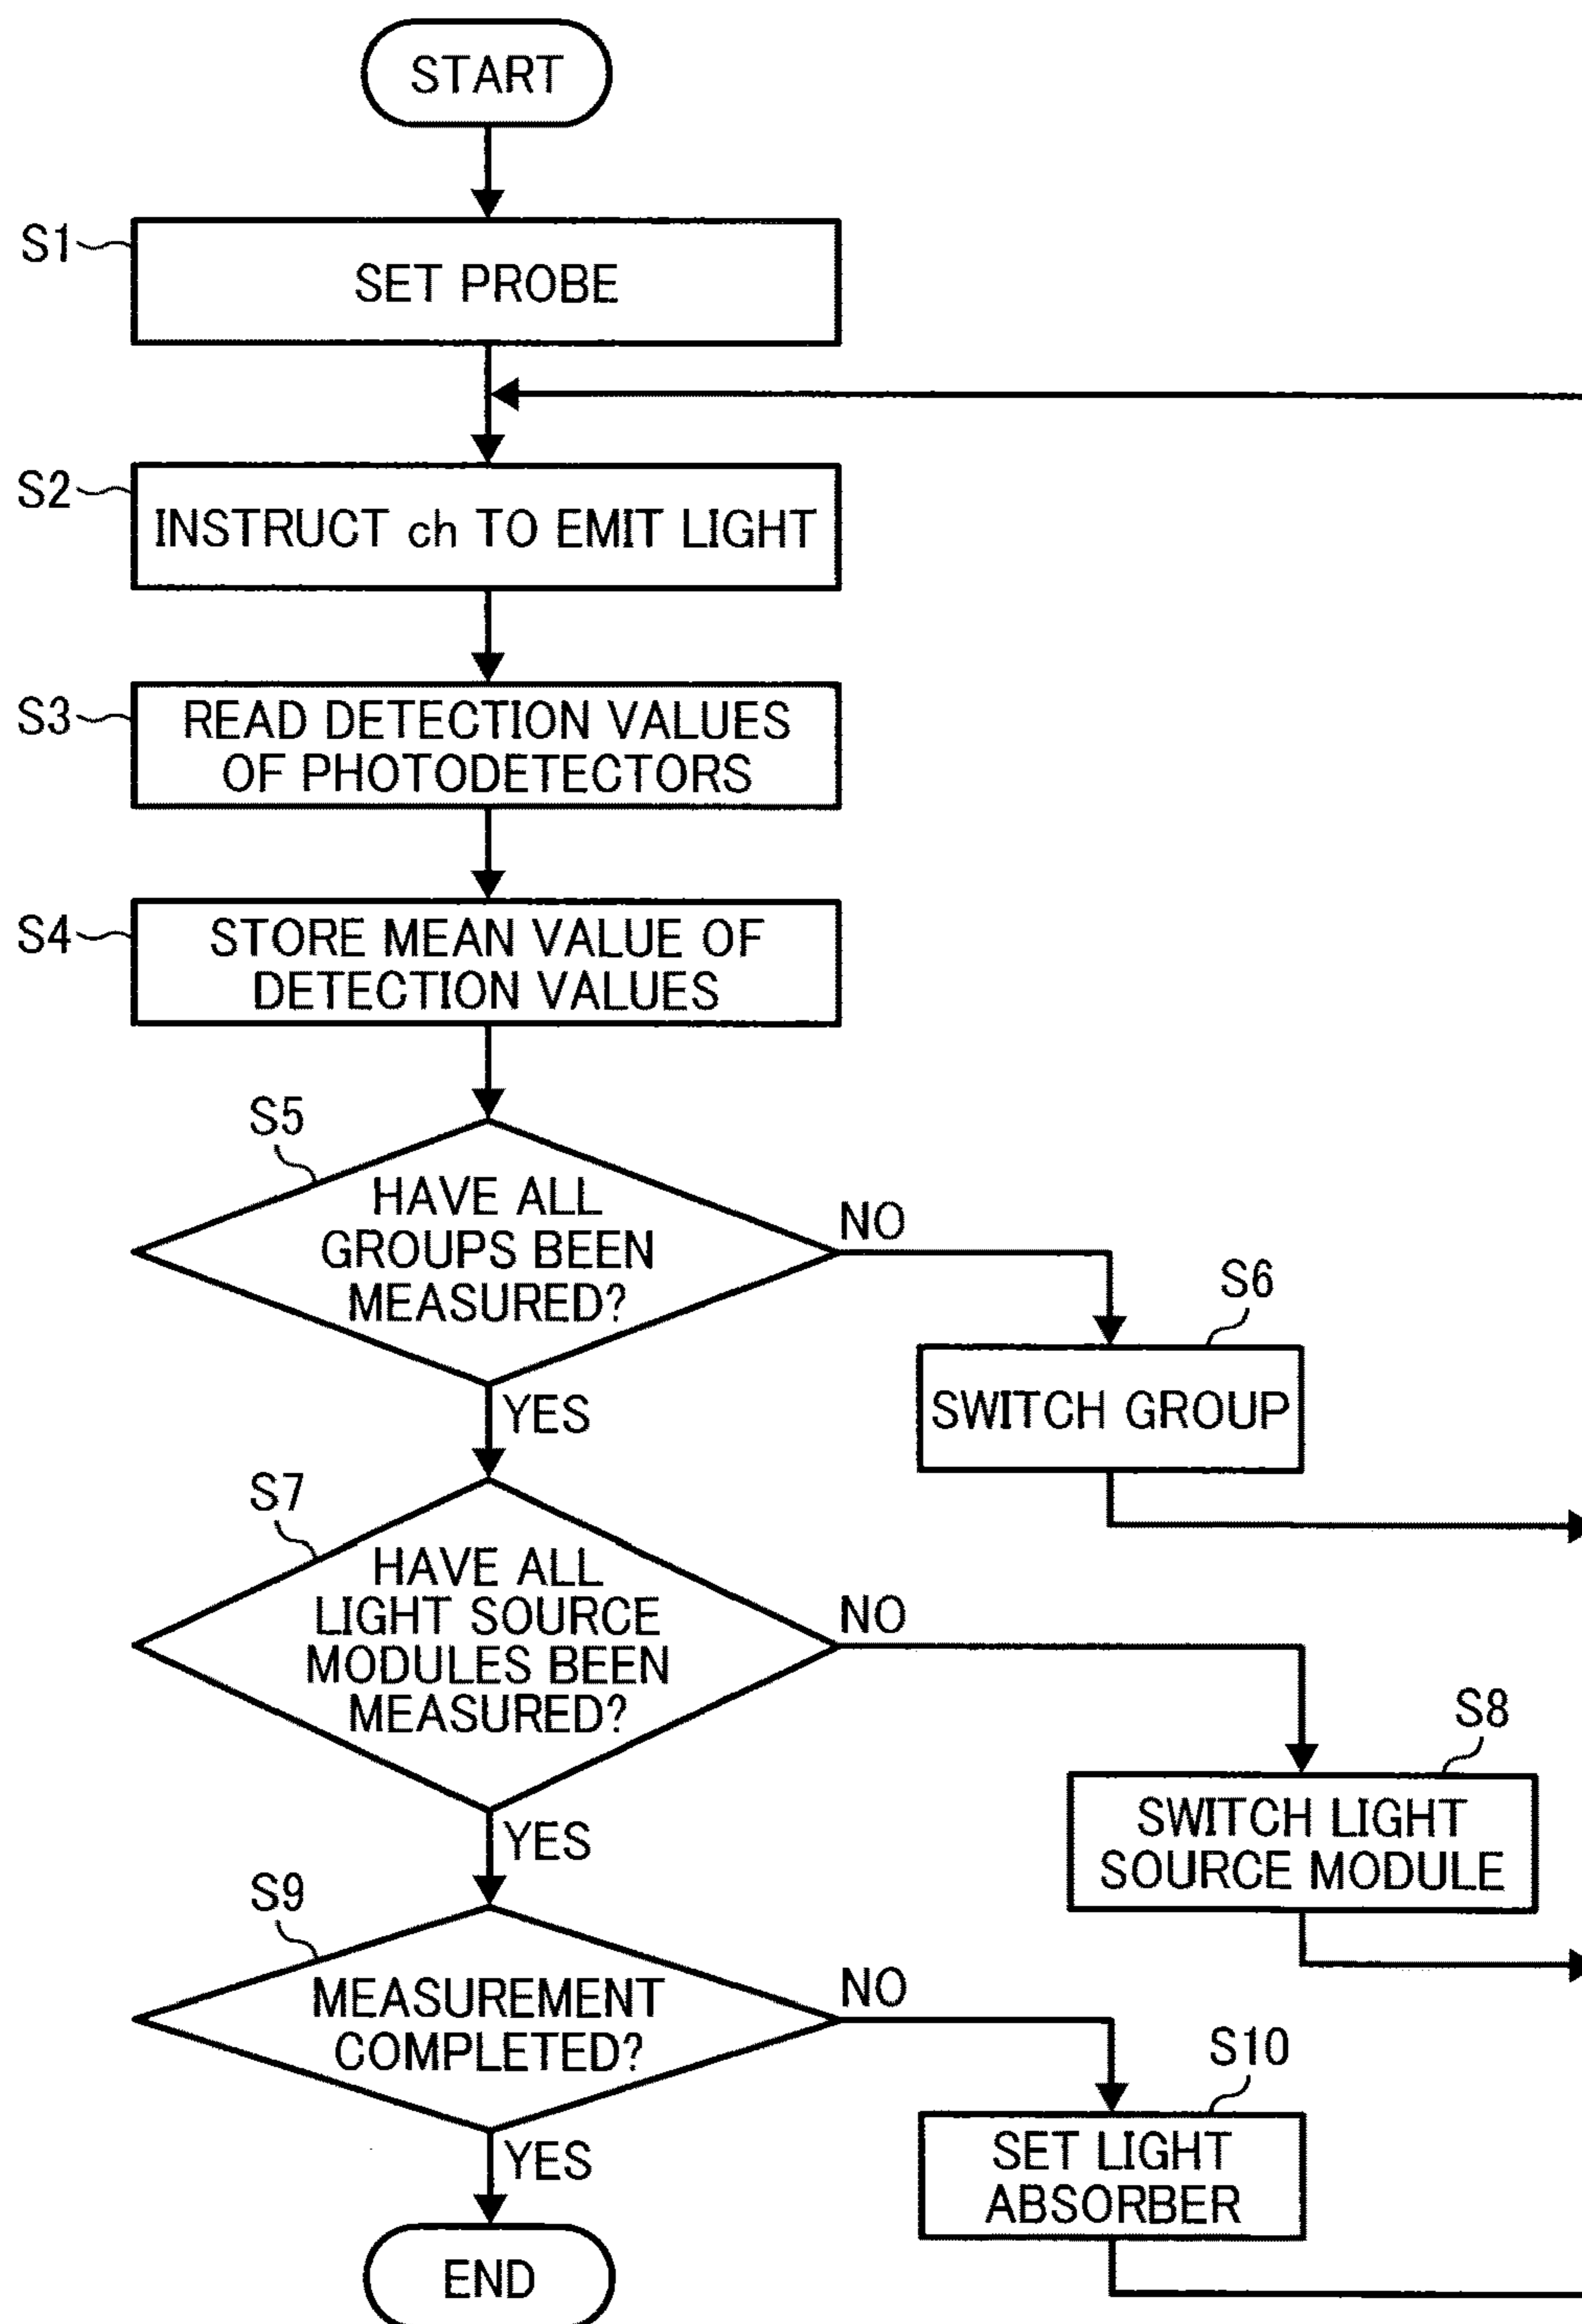 START
S1
SET PROBE
S2
INSTRUCT ch TO EMIT LIGHT
S3
READ DETECTION VALUES
OF PHOTODETECTORS
S4
STORE MEAN VALUE OF
DETECTION VALUES
S5
HAVE ALL
GROUPS BEEN
MEASURED?
NO
S6
SWITCH GROUP
YES
S7
HAVE ALL
LIGHT SOURCE
MODULES BEEN
MEASURED?
NO
S8
SWITCH LIGHT
SOURCE MODULE
YES
S9
MEASUREMENT
COMPLETED?
NO
S10
SET LIGHT
ABSORBER
YES
END